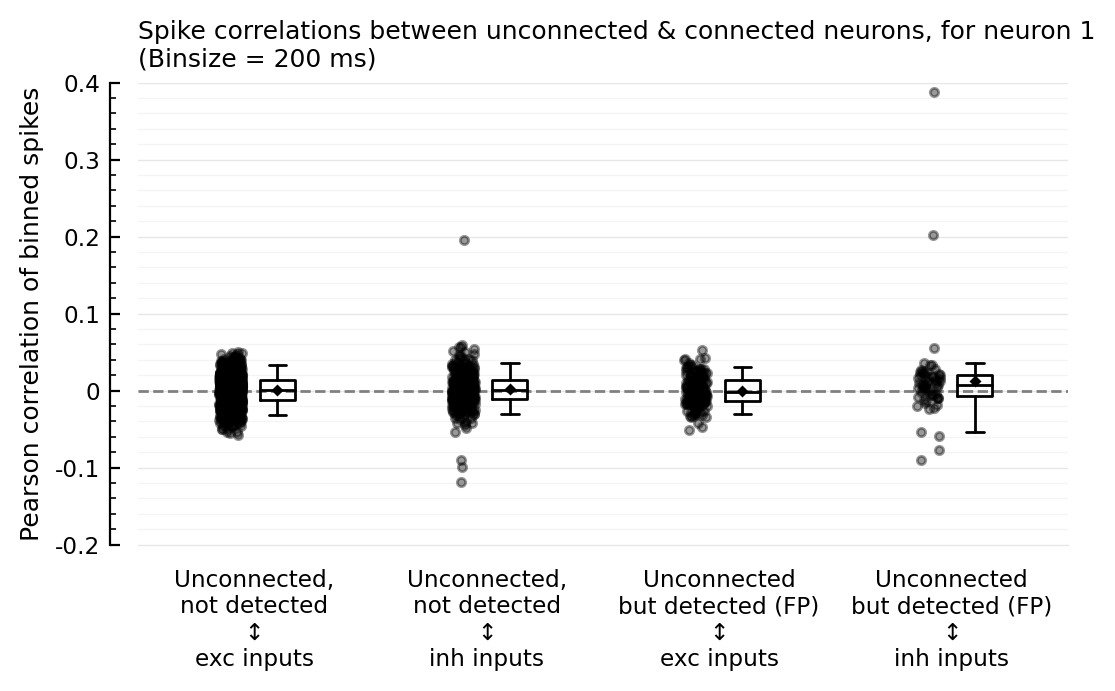 Spike correlations between unconnected & connected neurons, for neuron 1
(Binsize = 200 ms)
Pearson correlation of binned spikes
0.4
0.3
0.2
0.1
0
-0.1
-0.2
Unconnected,
not detected
↕
exc inputs
Unconnected,
not detected
↕
inh inputs
Unconnected
but detected (FP)
↕
exc inputs
Unconnected
but detected (FP)
↕
inh inputs